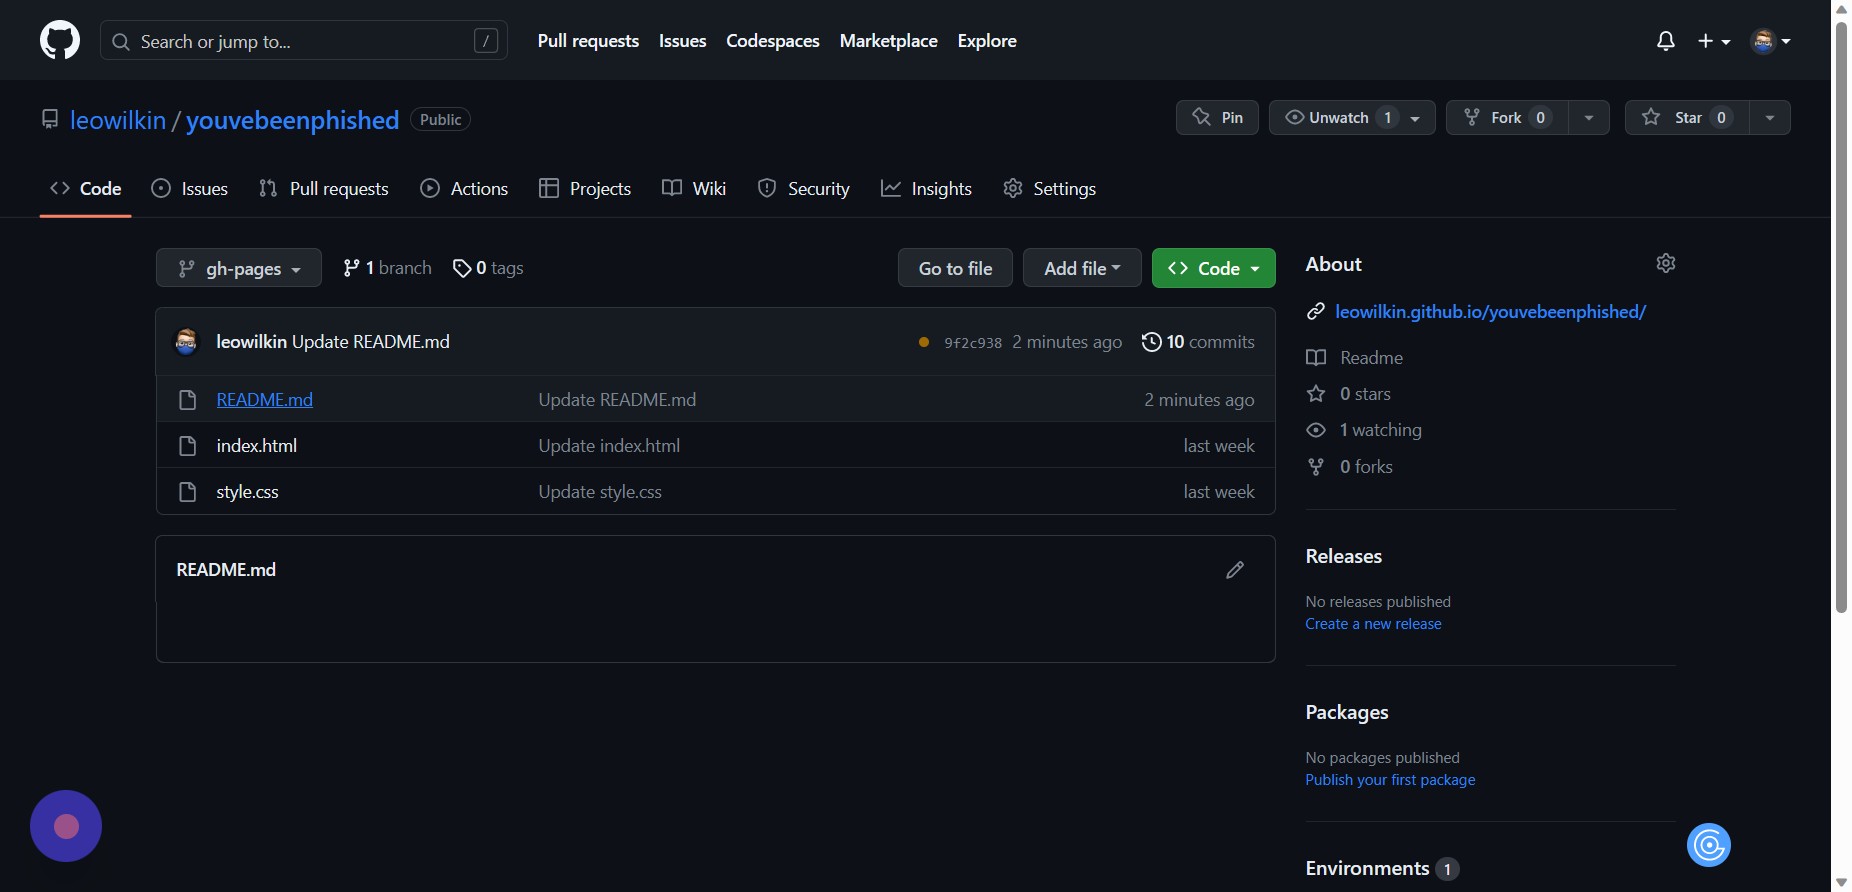 Search or jump to... /
Pull requests Issues Codespaces Marketplace Explore
leowilkin / youvebeenphished Public
Pin Unwatch 1 Fork 0 Star 0
Code Issues Pull requests Actions Projects Wiki Security Insights Settings
gh-pages 1 branch 0 tags Go to file Add file Code
leowilkin Update README.md 9f2c938 2 minutes ago 10 commits
README.md Update README.md 2 minutes ago
index.html Update index.html last week
style.css Update style.css last week
README.md
About
leowilkin.github.io/youvebeenphished/
Readme
0 stars
1 watching
0 forks
Releases
No releases published
Create a new release
Packages
No packages published
Publish your first package
Environments 1